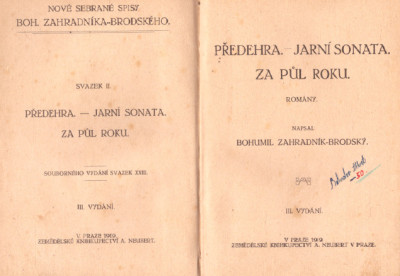 NOVÉ SEBRANÉ SPISY
BOH. ZAHRADNÍKA-BRODSKÉHO.
SVAZEK II.
PŘEDEHRA. — JARNÍ SONATA.
ZA PŮL ROKU.
SOUBORNÉHO VYDÁNÍ SVAZEK XXIII.
III. VYDÁNÍ.
V PRAZE 1919.
ZEMĚDĚLSKÉ KNIHKUPECTVÍ A. NEUBERT.
PŘEDEHRA. — JARNÍ SONATA.
ZA PŮL ROKU.
ROMÁNY.
NAPSAL
BOHUMIL ZAHRADNÍK-BRODSKÝ.
—50
III. VYDÁNÍ.
V PRAZE 1919.
ZEMĚDĚLSKÉ KNIHKUPECTVÍ A. NEUBERT V PRAZE.